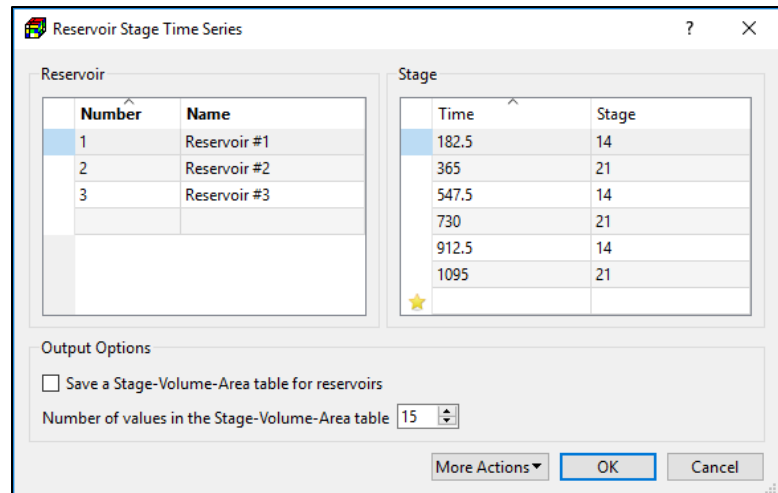 Reservoir Stage Time Series
Reservoir
Number Name
1 Reservoir #1
2 Reservoir #2
3 Reservoir #3
Stage
Time Stage
182.5 14
365 21
547.5 14
730 21
912.5 14
1095 21
Output Options
Save a Stage-Volume-Area table for reservoirs
Number of values in the Stage-Volume-Area table 15
More Actions OK Cancel